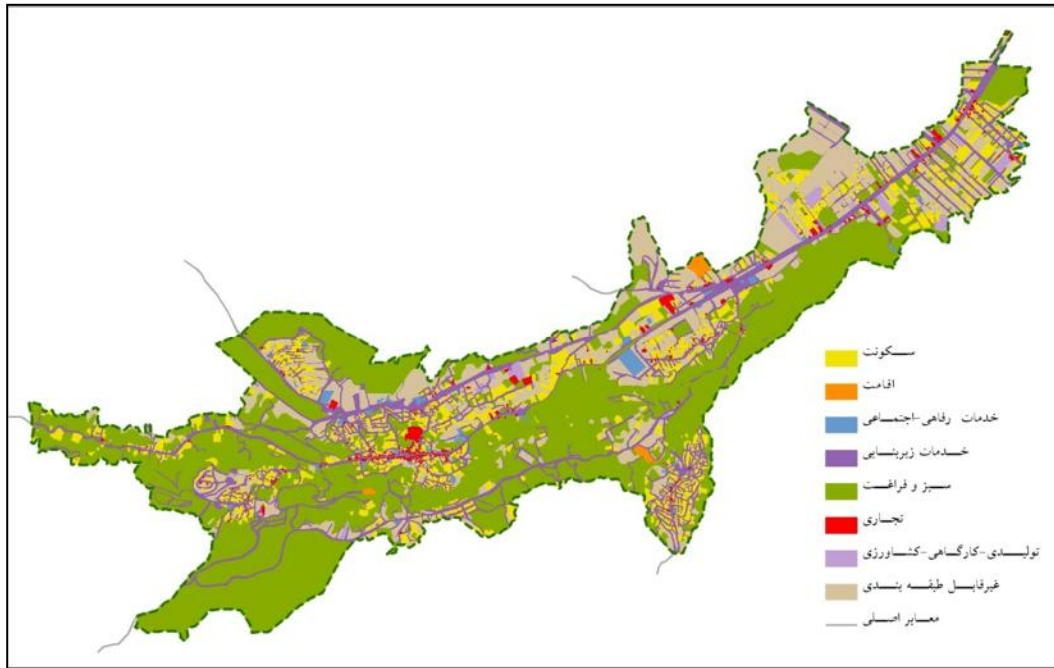 سکونت
اقامت
خدمات رفاهی-اجتماعی
خدمات زیربنایی
سبز و فراغت
تجاری
تولیدی-کارگاهی-کشاورزی
غیرقابل طبقه بندی
معابر اصلی